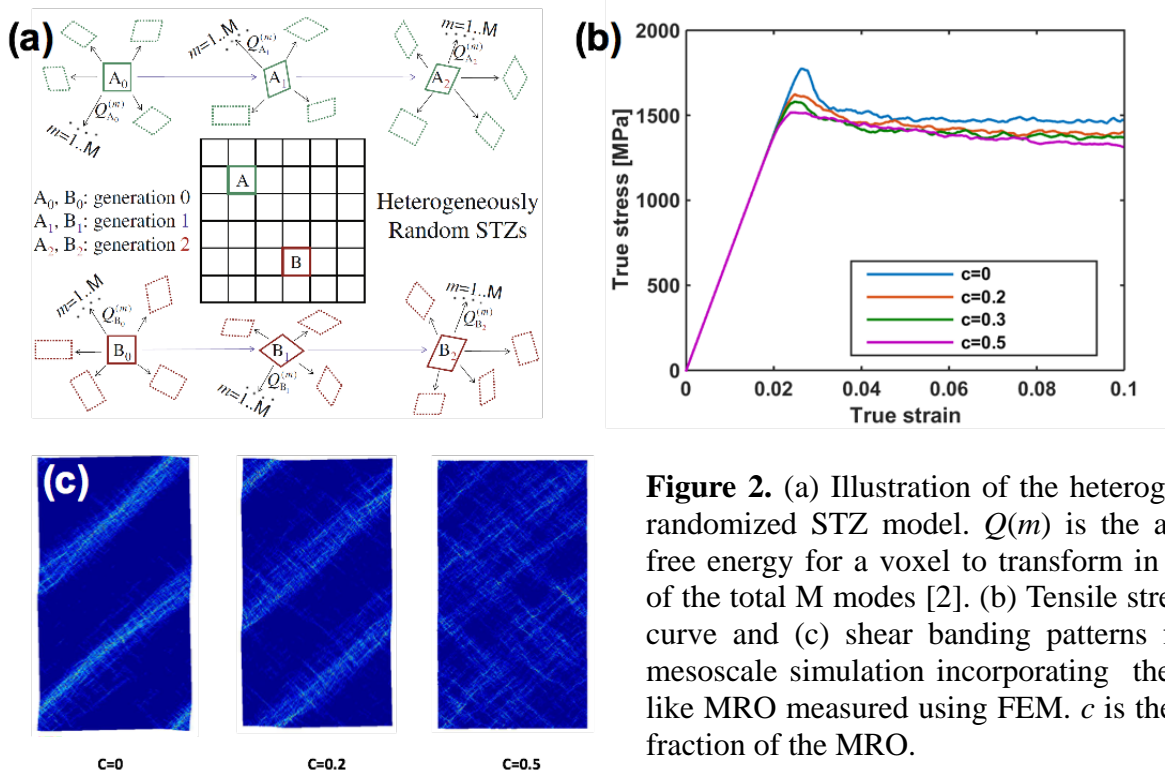 (a)
m=1..M
Q_{A_0}^{(m)}
A_0
m=1..M
Q_{A_1}^{(m)}
A_1
m=1..M
Q_{A_2}^{(m)}
A_2
A
B
A_0, B_0: generation 0
A_1, B_1: generation 1
A_2, B_2: generation 2
Heterogeneously
Random STZs
m=1..M
Q_{B_0}^{(m)}
B_0
B_1
Q_{B_1}^{(m)}
m=1..M
m=1..M
Q_{B_2}^{(m)}
B_2
(b)
True stress [MPa]
2000
1500
1000
500
0
0
0.02
0.04
0.06
0.08
0.1
True strain
c=0
c=0.2
c=0.3
c=0.5
(c)
C=0
C=0.2
C=0.5
Figure 2. (a) Illustration of the heterog
randomized STZ model. Q(m) is the a
free energy for a voxel to transform in
of the total M modes [2]. (b) Tensile stre
curve and (c) shear banding patterns
mesoscale simulation incorporating the
like MRO measured using FEM. c is the
fraction of the MRO.